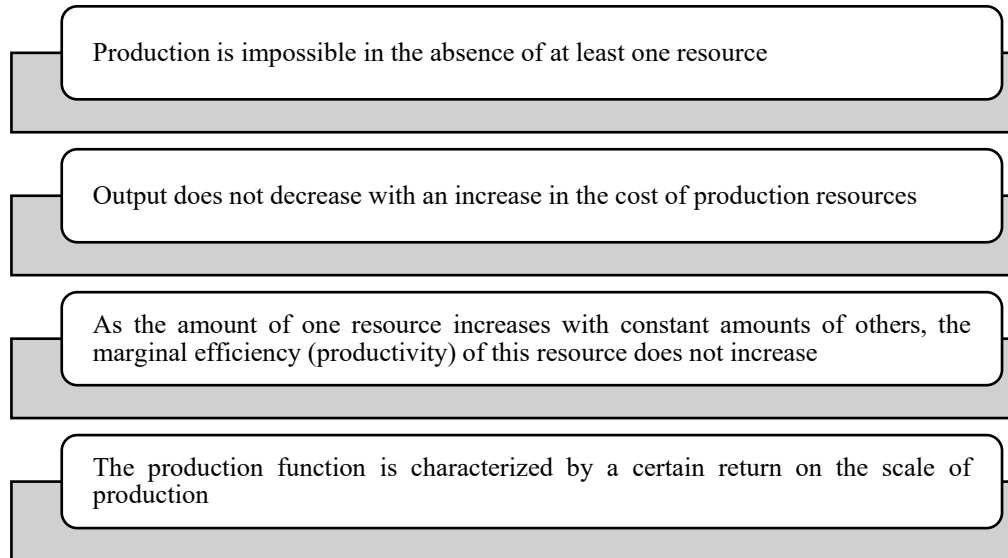 Production is impossible in the absence of at least one resource
Output does not decrease with an increase in the cost of production resources
As the amount of one resource increases with constant amounts of others, the
marginal efficiency (productivity) of this resource does not increase
The production function is characterized by a certain return on the scale of
production